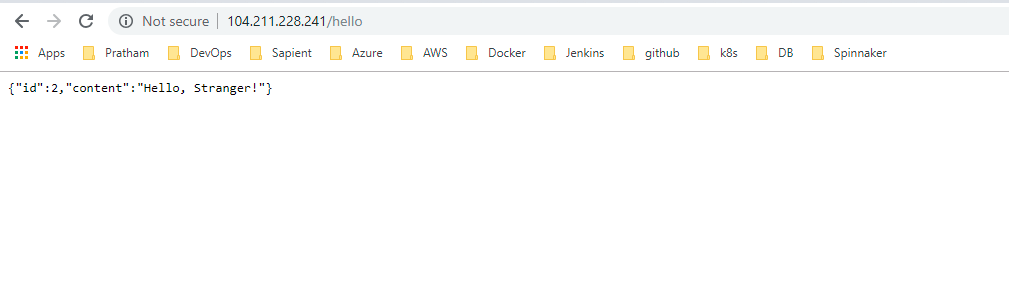 Not secure | 104.211.228.241/hello
Apps Pratham DevOps Sapient Azure AWS Docker Jenkins github k8s DB Spinnaker
{"id":2,"content":"Hello, Stranger!"}